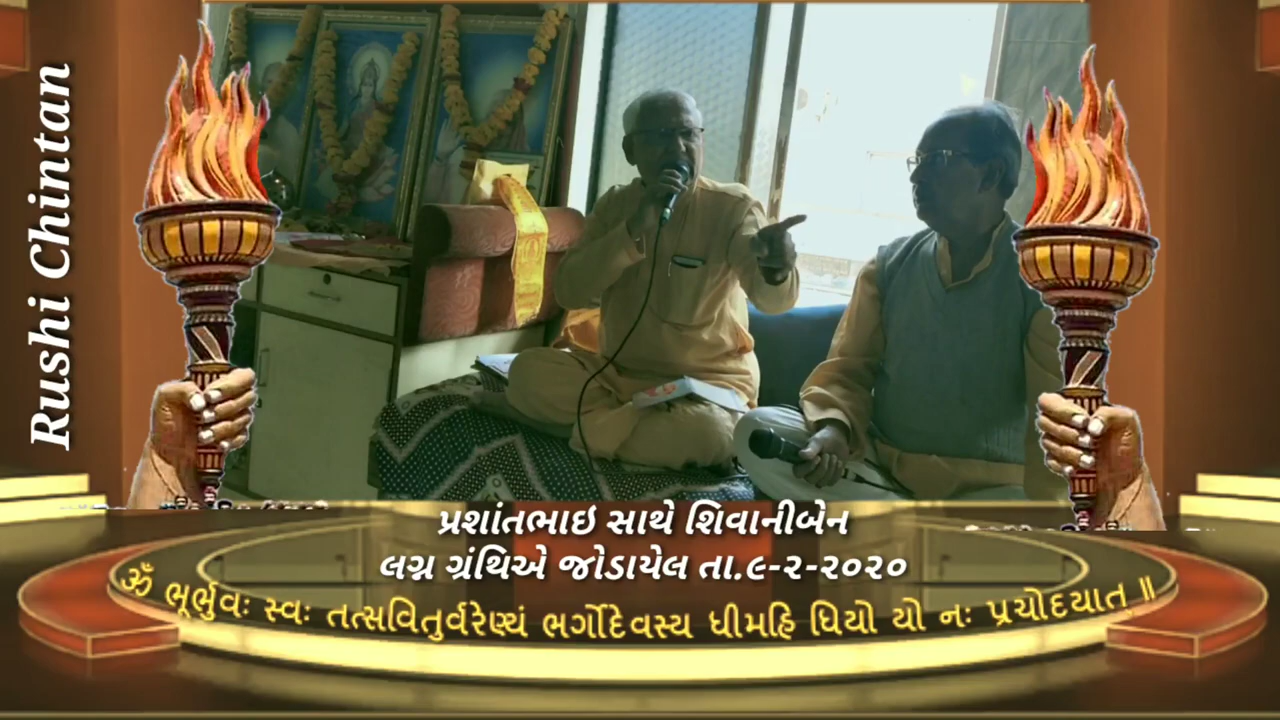 Rushi Chintan
પ્રશાંતભાઇ સાથે શિવાનીબેન
લગ્ન ગ્રંથિએ જોડાયેલ તા.૯-૨-૨૦૨૦
ૐ ભૂર્ભુવઃ સ્વઃ તત્સવિતુર્વરેણ્યં ભર્ગોદેવસ્ય ધીમહિ ધિયો યો નઃ પ્રચોદયાત ॥